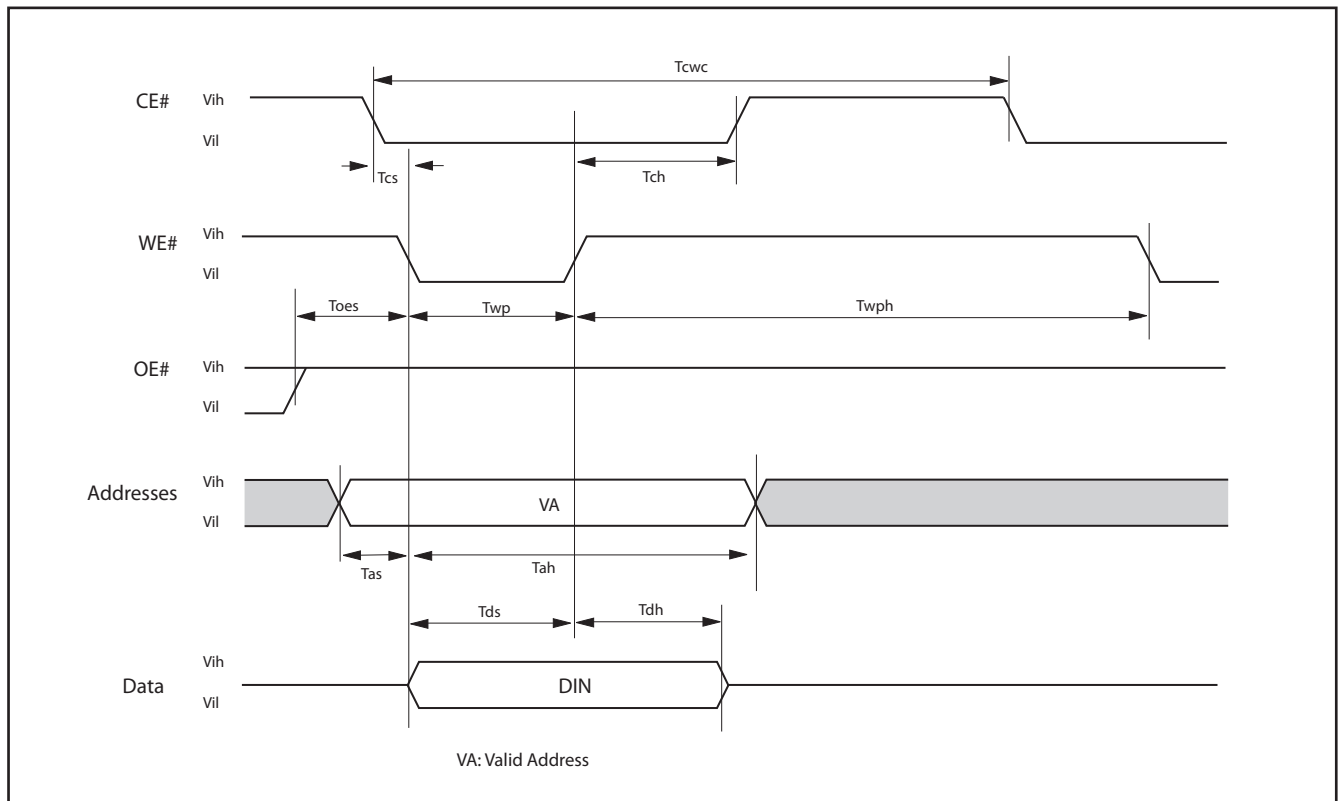 Tcwc
CE#
Vih
Vil
Tcs
Tch
WE#
Vih
Vil
Toes
Twp
Twph
OE#
Vih
Vil
Addresses
Vih
Vil
VA
Tas
Tah
Tds
Tdh
Data
Vih
Vil
DIN
VA: Valid Address